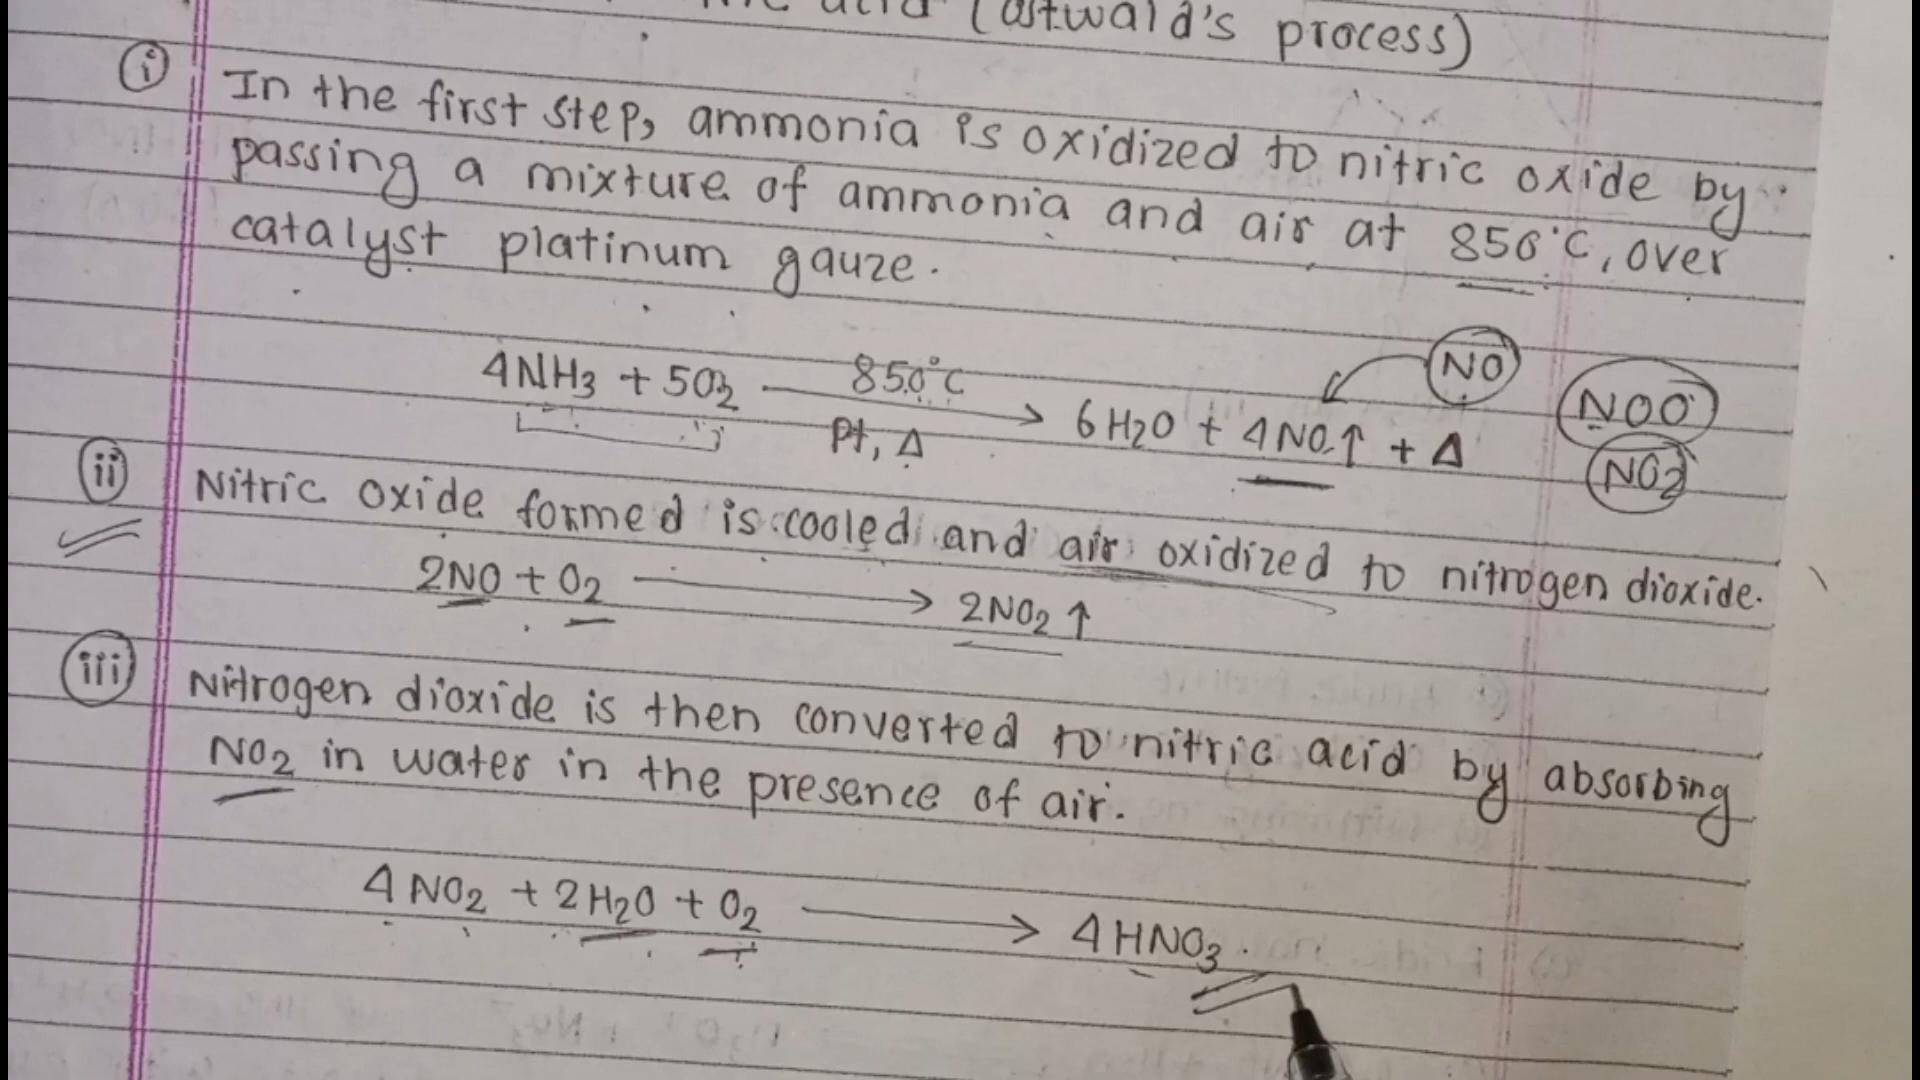 acid (ostwald's process)
i In the first step, ammonia is oxidized to nitric oxide by
passing a mixture of ammonia and air at 850°C, over
catalyst platinum gauze.
NO
4NH3 + 5O2 850°C Pt, Δ → 6H2O + 4NO↑ + Δ
NOO
NO2
ii Nitric oxide formed is cooled and air oxidized to nitrogen dioxide.
2NO + O2 → 2NO2 ↑
iii Nitrogen dioxide is then converted to nitric acid by absorbing
NO2 in water in the presence of air.
4NO2 + 2H2O + O2 → 4HNO3